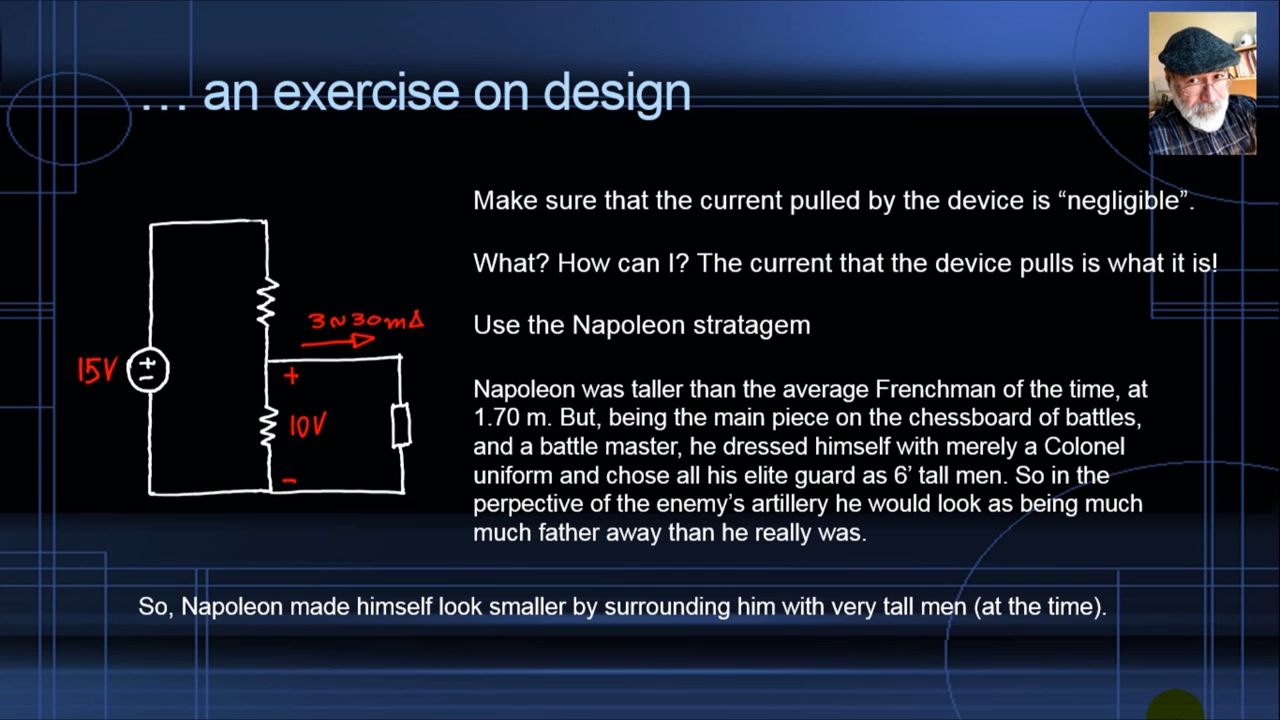 … an exercise on design
Make sure that the current pulled by the device is “negligible”.
What? How can I? The current that the device pulls is what it is!
3~30mA
Use the Napoleon stratagem
15V
+
−
+
10V
−
Napoleon was taller than the average Frenchman of the time, at
1.70 m. But, being the main piece on the chessboard of battles,
and a battle master, he dressed himself with merely a Colonel
uniform and chose all his elite guard as 6’ tall men. So in the
perpective of the enemy’s artillery he would look as being much
much father away than he really was.
So, Napoleon made himself look smaller by surrounding him with very tall men (at the time).